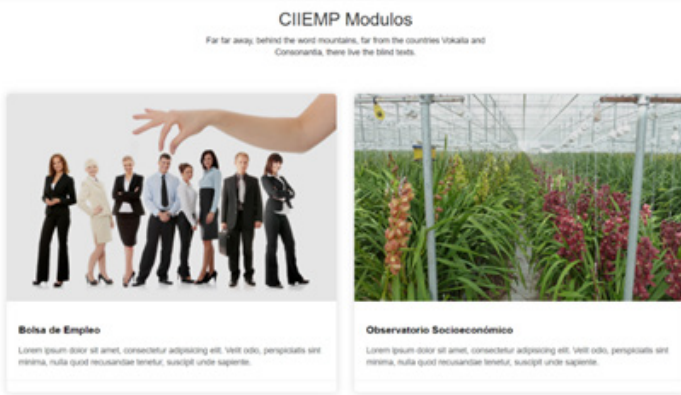 CIIEMP Modulos
Far far away, behind the word mountains, far from the countries Vokalia and
Consonantia, there live the blind texts.
Bolsa de Empleo
Lorem ipsum dolor sit amet, consectetur adipisicing elit. Velit odio, perspiciatis sint
minima, nulla quod recusandae tenetur, suscipit unde sapiente.
Observatorio Socioeconómico
Lorem ipsum dolor sit amet, consectetur adipisicing elit. Velit odio, perspiciatis sint
minima, nulla quod recusandae tenetur, suscipit unde sapiente.